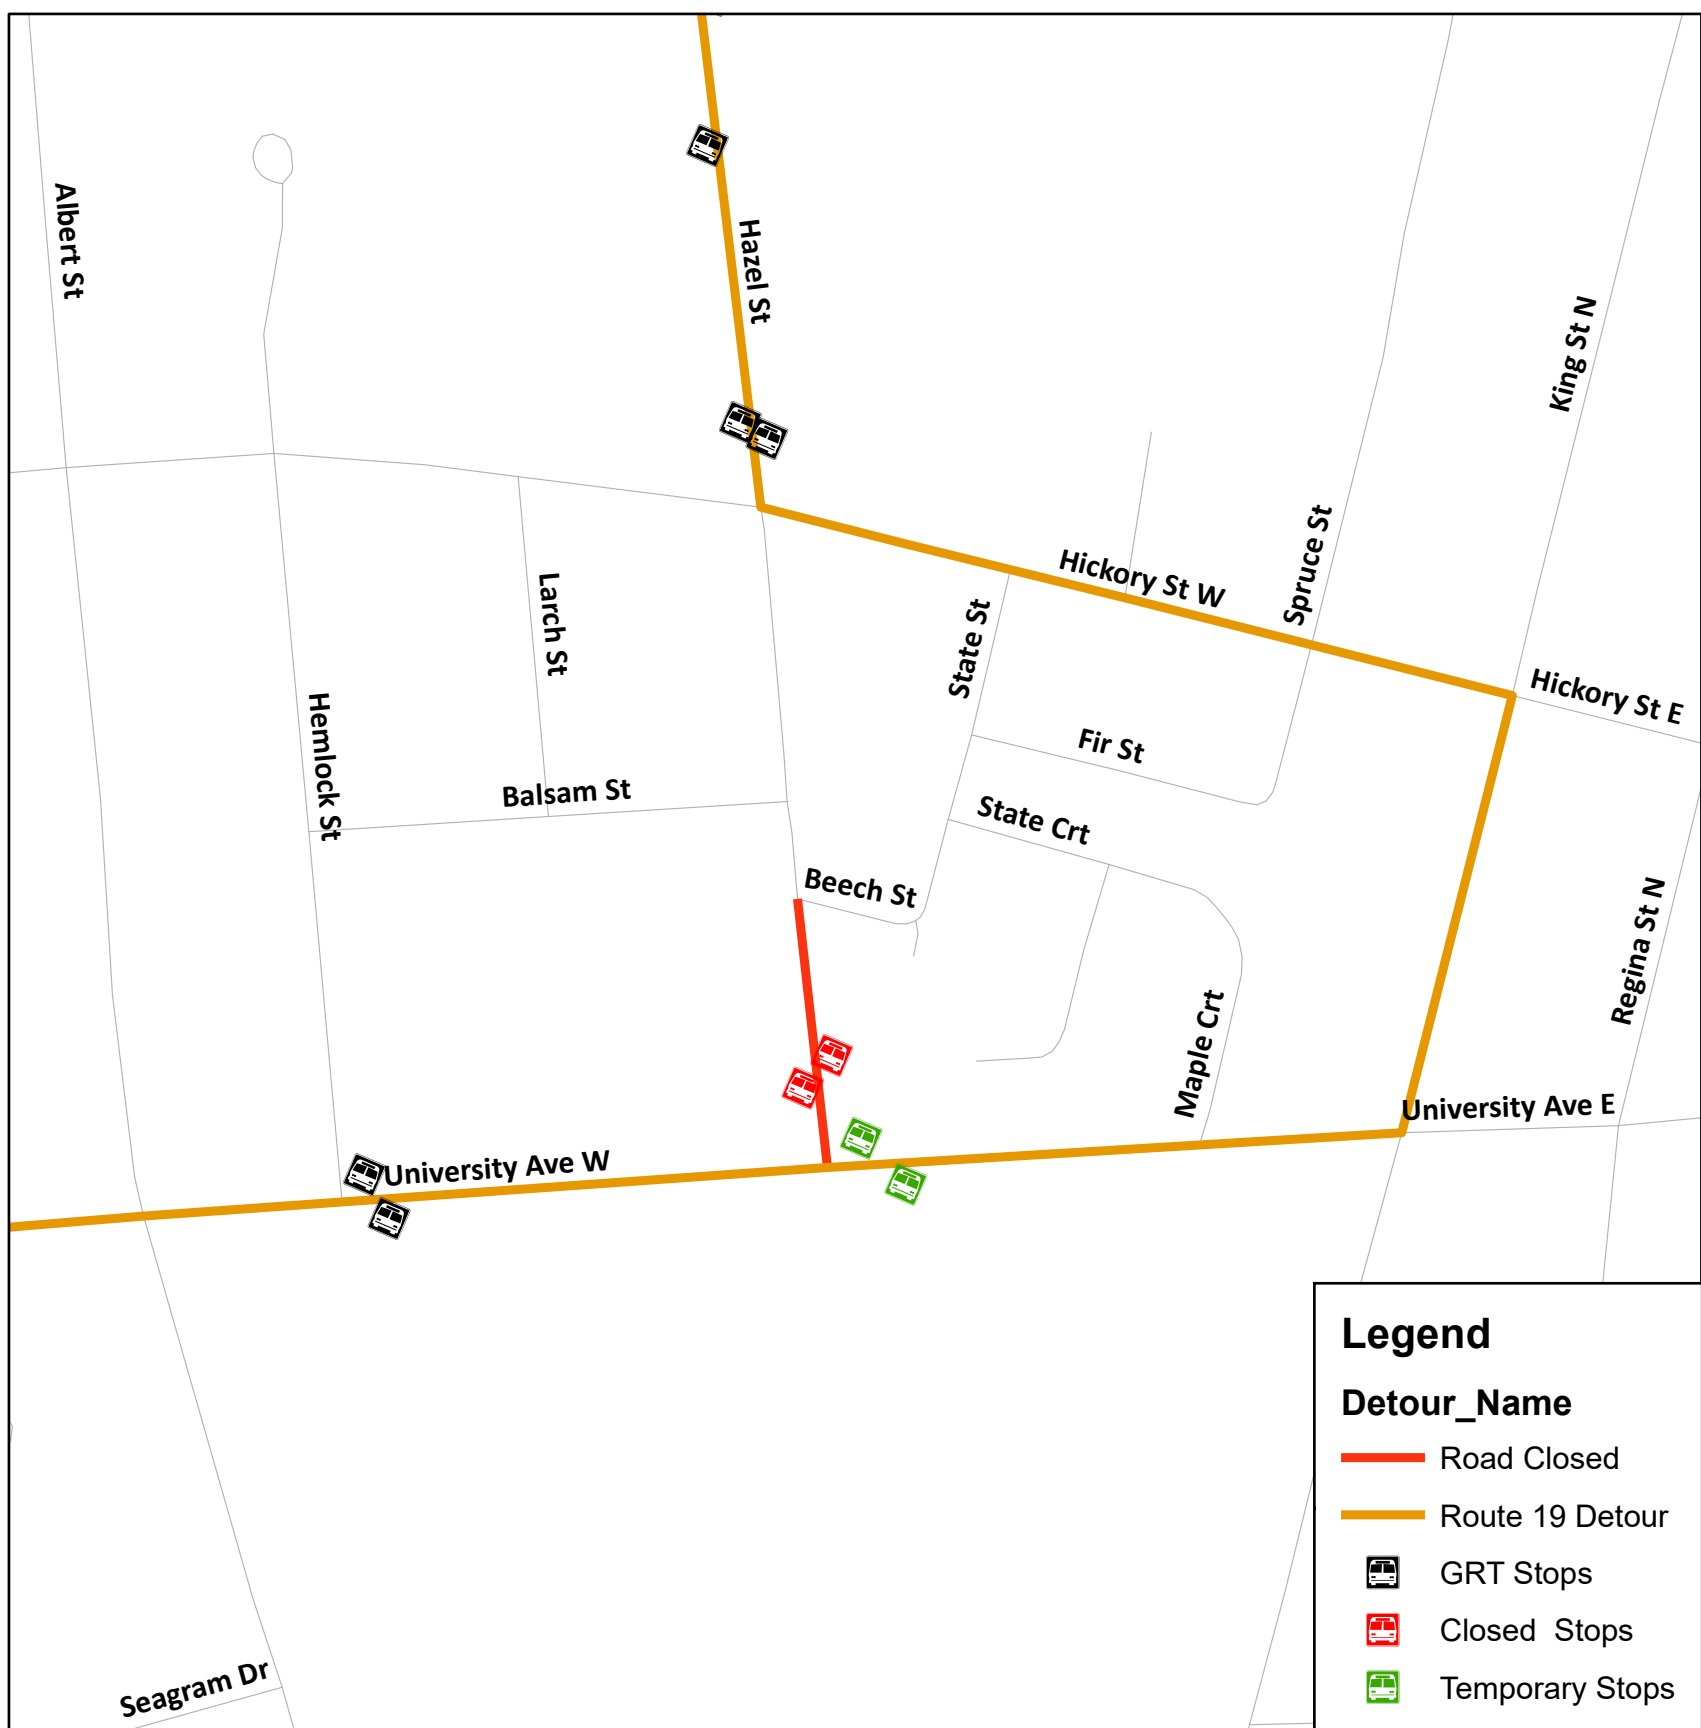 Albert St
Hazel St
King St N
Spruce St
Hickory St W
Larch St
State St
Hickory St E
Hemlock St
Fir St
Balsam St
State Crt
Beech St
Regina St N
Maple Crt
University Ave E
University Ave W
Seagram Dr
Legend
Detour_Name
Road Closed
Route 19 Detour
GRT Stops
Closed  Stops
Temporary Stops